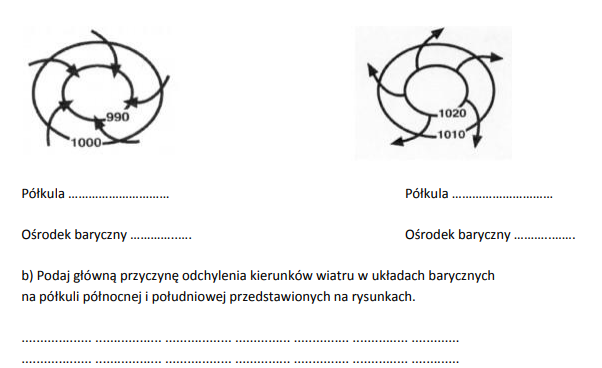 990
1000
1020
1010
Półkula ………………………… Półkula …………………………
Ośrodek baryczny ……………… Ośrodek baryczny ………………
b) Podaj główną przyczynę odchylenia kierunków wiatru w układach barycznych
na półkuli północnej i południowej przedstawionych na rysunkach.
................... .................. .................. ............... ............... ............... .............
................... .................. .................. ............... ............... ............... .............